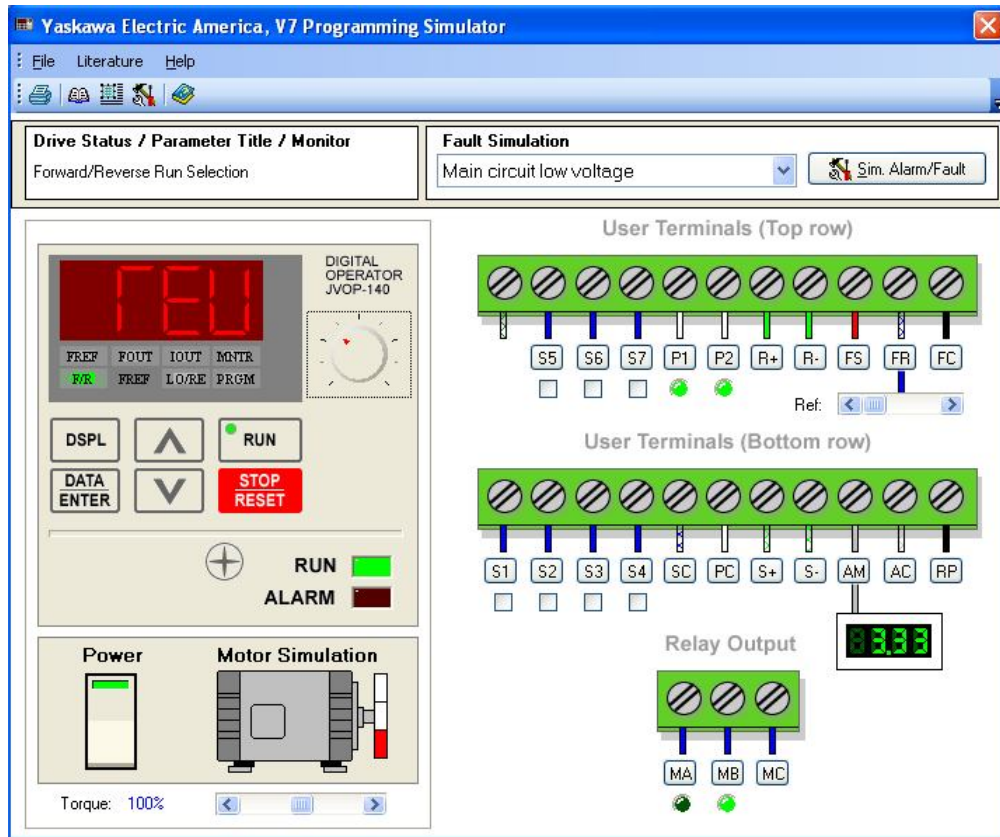 Yaskawa Electric America, V7 Programming Simulator
File Literature Help
Drive Status / Parameter Title / Monitor
Forward/Reverse Run Selection
Fault Simulation
Main circuit low voltage
Sim. Alarm/Fault
rEU
DIGITAL
OPERATOR
JVOP-140
FREF FOUT IOUT MNTR
F/R FREF LO/RE PRGM
DSPL
RUN
DATA
ENTER
STOP
RESET
RUN
ALARM
Power
Motor Simulation
Torque: 100%
User Terminals (Top row)
S5 S6 S7 P1 P2 R+ R- FS FR FC
Ref:
User Terminals (Bottom row)
S1 S2 S3 S4 SC PC S+ S- AM AC RP
3.33
Relay Output
MA MB MC